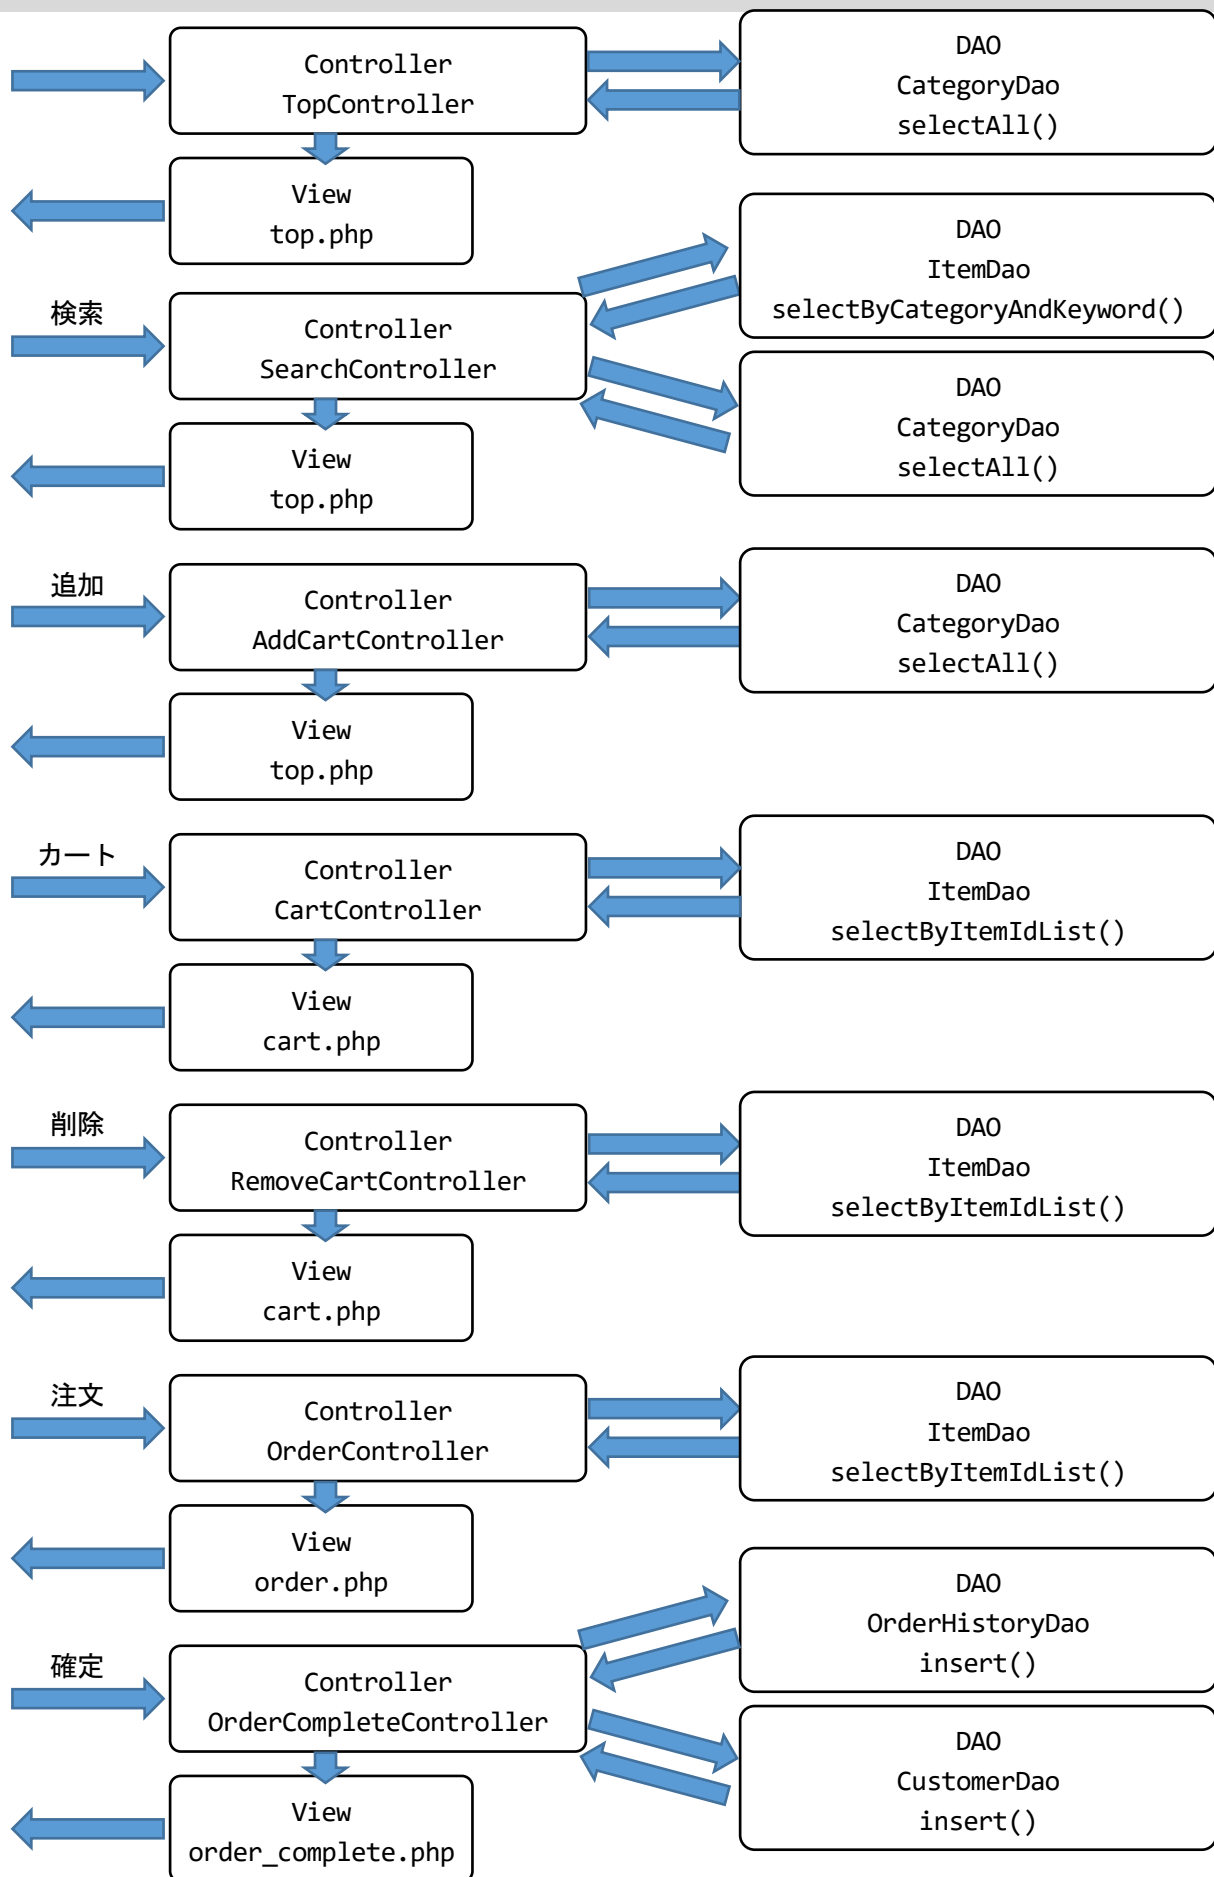 Controller
TopController
DAO
CategoryDao
selectAll()
View
top.php
検索
Controller
SearchController
DAO
ItemDao
selectByCategoryAndKeyword()
DAO
CategoryDao
selectAll()
View
top.php
追加
Controller
AddCartController
DAO
CategoryDao
selectAll()
View
top.php
カート
Controller
CartController
DAO
ItemDao
selectByItemIdList()
View
cart.php
削除
Controller
RemoveCartController
DAO
ItemDao
selectByItemIdList()
View
cart.php
注文
Controller
OrderController
DAO
ItemDao
selectByItemIdList()
View
order.php
確定
Controller
OrderCompleteController
DAO
OrderHistoryDao
insert()
DAO
CustomerDao
insert()
View
order_complete.php